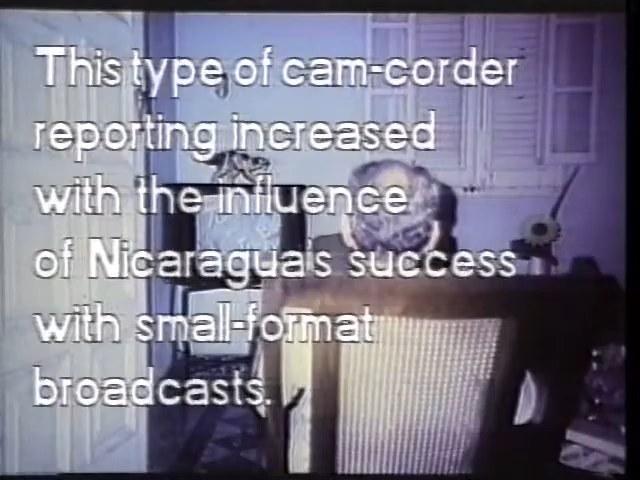 This type of cam-corder
reporting increased
with the influence
of Nicaragua's success
with small-format
broadcasts.